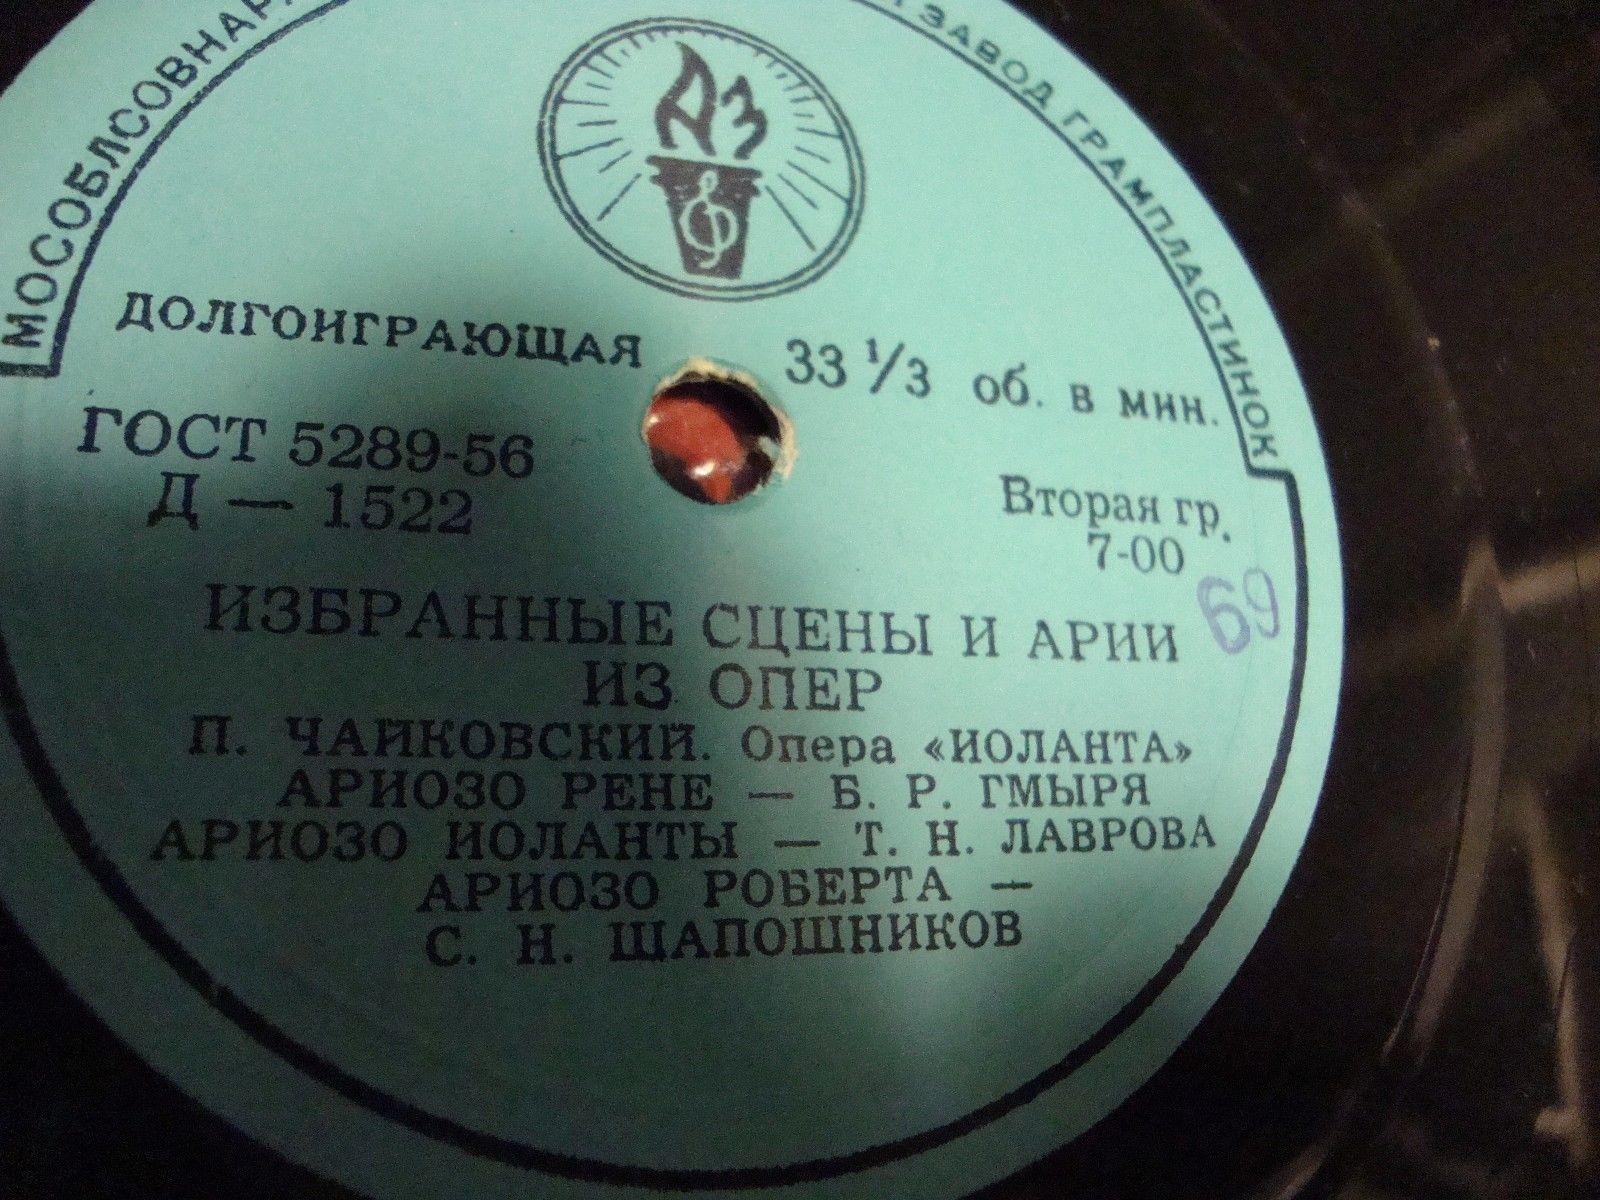 МОСОБЛСОВНАР
ЗАВОД ГРАМПЛАСТИНОК
ДЗ
ДОЛГОИГРАЮЩАЯ 33 1/3 об. в мин.
ГОСТ 5289-56
Д — 1522
Вторая гр.
7-00
69
ИЗБРАННЫЕ СЦЕНЫ И АРИИ
ИЗ ОПЕР
П. ЧАЙКОВСКИЙ. Опера «ИОЛАНТА»
АРИОЗО РЕНЕ — Б. Р. ГМЫРЯ
АРИОЗО ИОЛАНТЫ — Т. Н. ЛАВРОВА
АРИОЗО РОБЕРТА —
С. Н. ШАПОШНИКОВ